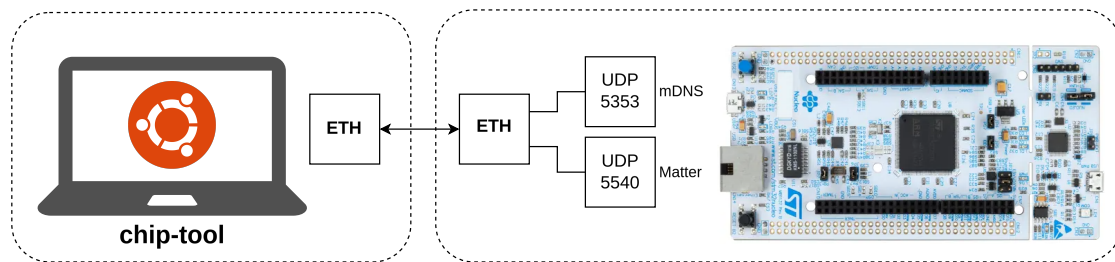 ETH
chip-tool
ETH
UDP
5353
mDNS
UDP
5540
Matter